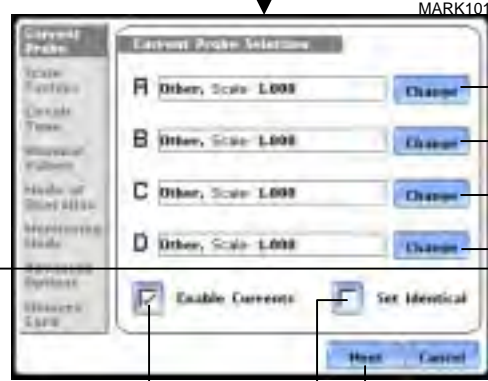 MARK101
Current
Probe
Current Probe Selection
Scale
Factors
Circuit
Type
Nominal
Values
Mode of
Operation
Monitoring
Mode
Advanced
Options
Memory
Card
A Other, Scale 1.000 Change
B Other, Scale 1.000 Change
C Other, Scale 1.000 Change
D Other, Scale 1.000 Change
Enable Currents Set Identical
Next Cancel